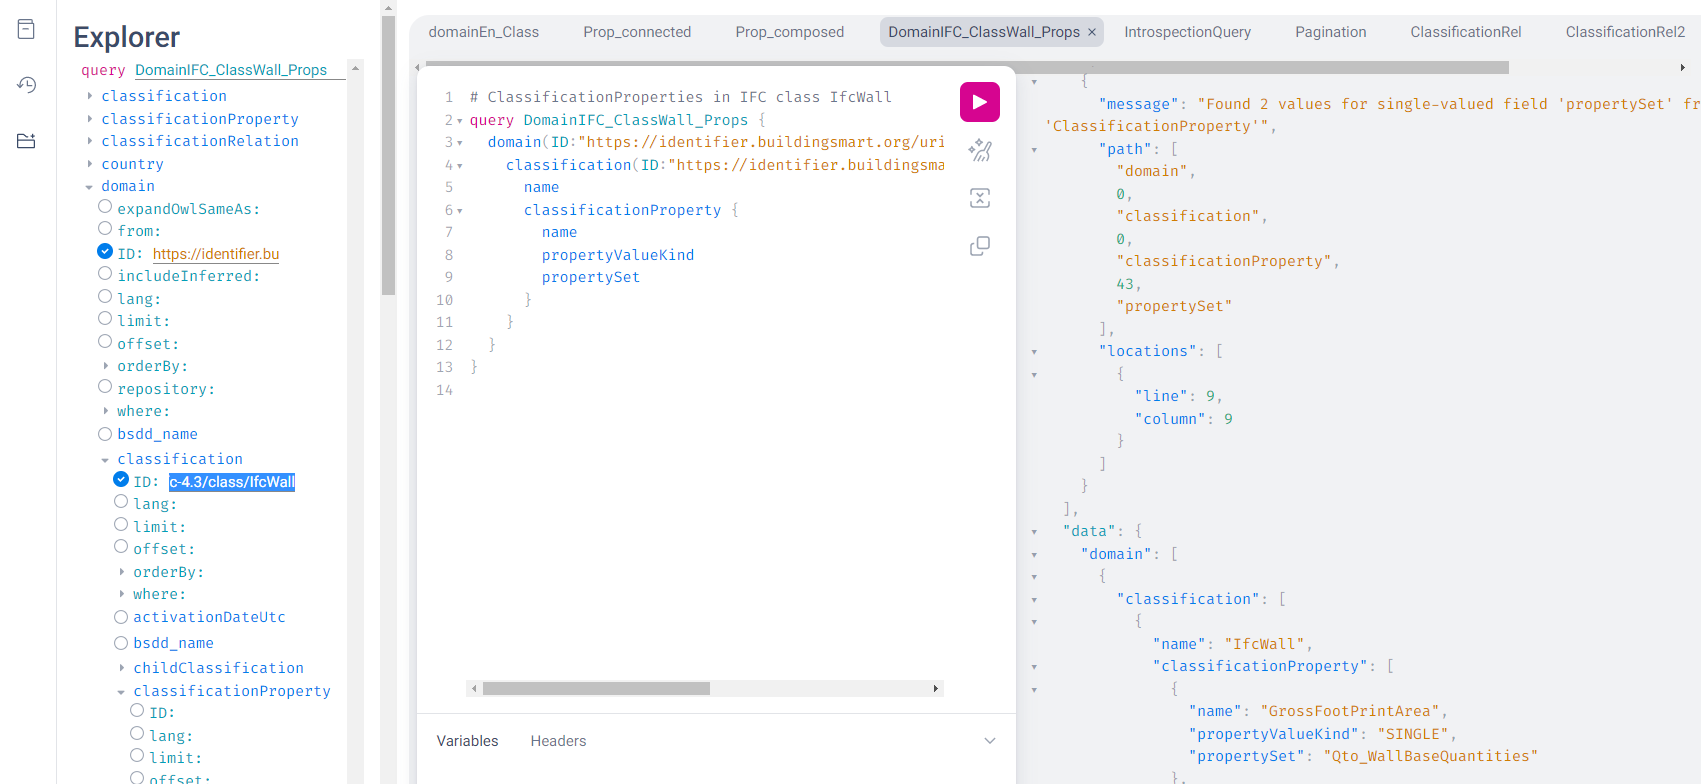 Explorer
query DomainIFC_ClassWall_Props
classification
classificationProperty
classificationRelation
country
domain
expandOwlSameAs:
from:
ID: https://identifier.bu
includeInferred:
lang:
limit:
offset:
orderBy:
repository:
where:
bsdd_name
classification
ID: c-4.3/class/IfcWall
lang:
limit:
offset:
orderBy:
where:
activationDateUtc
bsdd_name
childClassification
classificationProperty
ID:
lang:
limit:
offset:
domainEn_Class Prop_connected Prop_composed DomainIFC_ClassWall_Props × IntrospectionQuery Pagination ClassificationRel ClassificationRel2
1 # ClassificationProperties in IFC class IfcWall
2 query DomainIFC_ClassWall_Props {
3 domain(ID:"https://identifier.buildingsmart.org/uri
4 classification(ID:"https://identifier.buildingsma
5 name
6 classificationProperty {
7 name
8 propertyValueKind
9 propertySet
10 }
11 }
12 }
13 }
14
Variables Headers
{
"message": "Found 2 values for single-valued field 'propertySet' fr
'ClassificationProperty'",
"path": [
"domain",
0,
"classification",
0,
"classificationProperty",
43,
"propertySet"
],
"locations": [
{
"line": 9,
"column": 9
}
]
}
],
"data": {
"domain": [
{
"classification": [
{
"name": "IfcWall",
"classificationProperty": [
{
"name": "GrossFootPrintArea",
"propertyValueKind": "SINGLE",
"propertySet": "Qto_WallBaseQuantities"
},